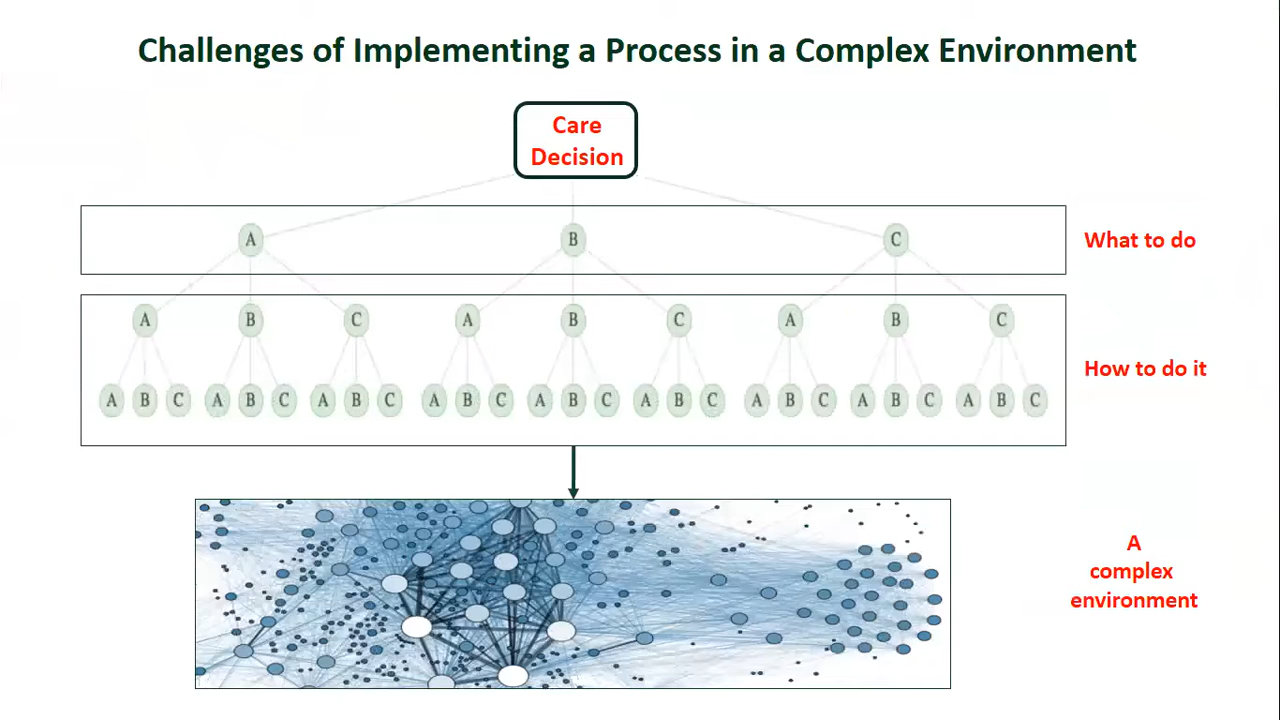 Challenges of Implementing a Process in a Complex Environment
Care
Decision
A B C
What to do
A B C A B C A B C
How to do it
A B C A B C A B C A B C A B C A B C A B C A B C A B C
A
complex
environment